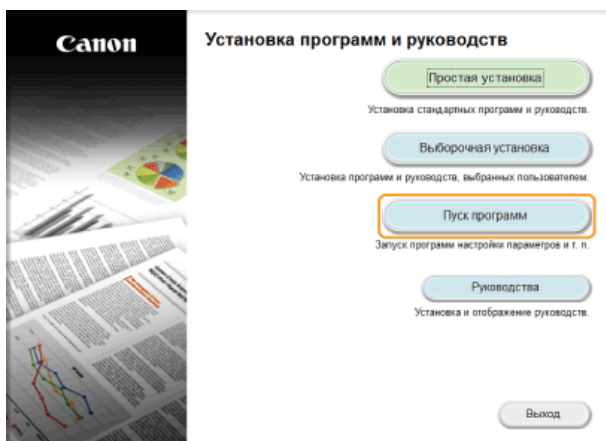 Canon
Установка программ и руководств
Простая установка
Установка стандартных программ и руководств.
Выборочная установка
Установка программ и руководств, выбранных пользователем.
Пуск программ
Запуск программ настройки параметров и т. п.
Руководства
Установка и отображение руководств.
Выход